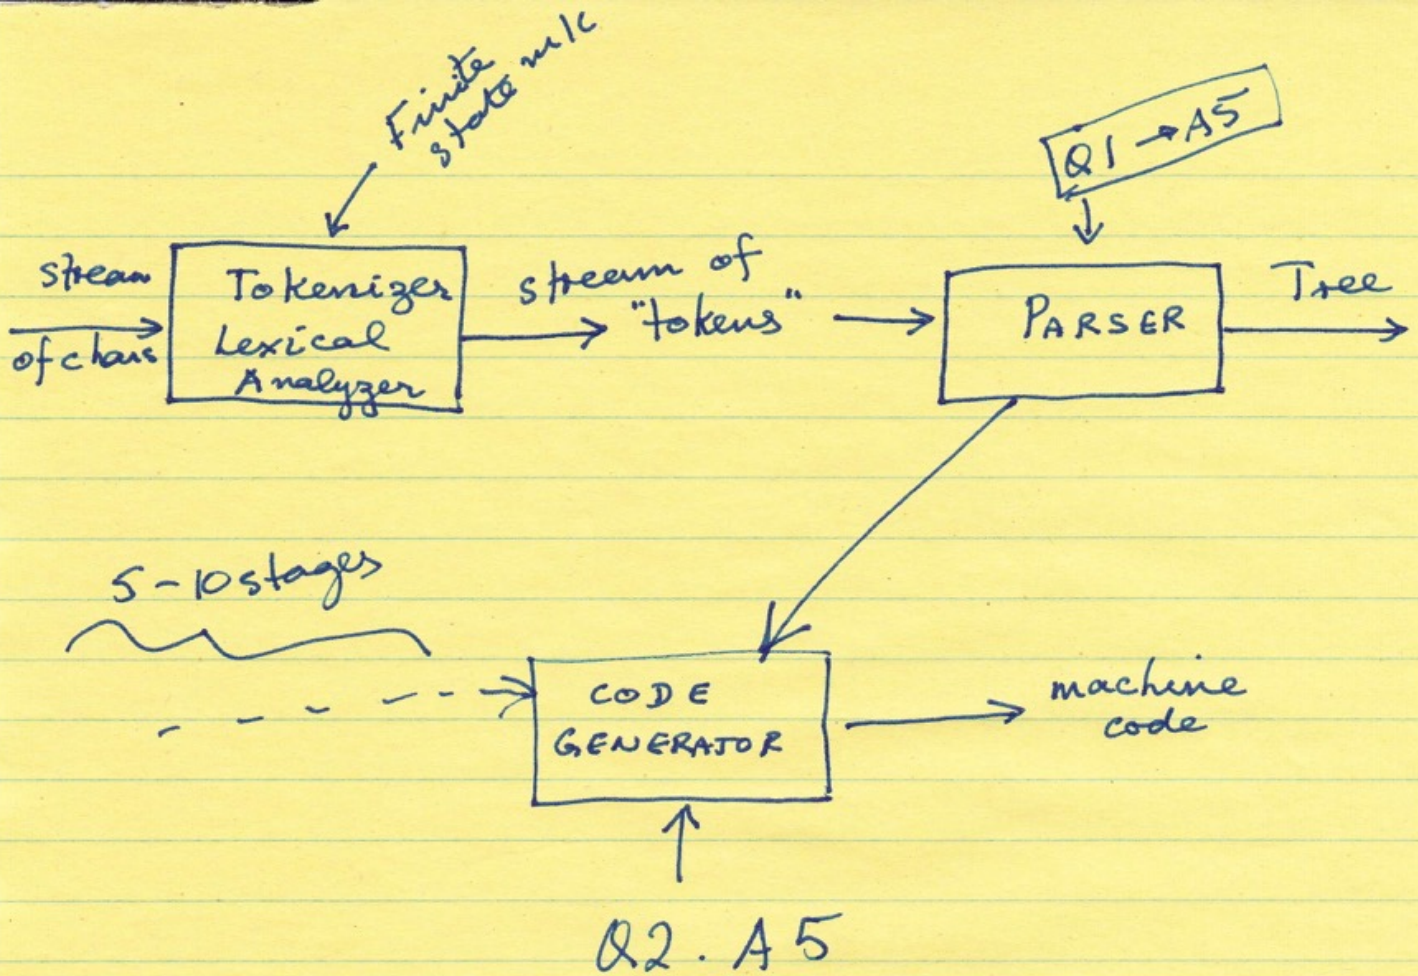 Finite
state m/c
Q1 → A5
stream
of chars
Tokenizer
Lexical
Analyzer
stream of
"tokens"
PARSER
Tree
5-10 stages
CODE
GENERATOR
machine
code
Q2. A5